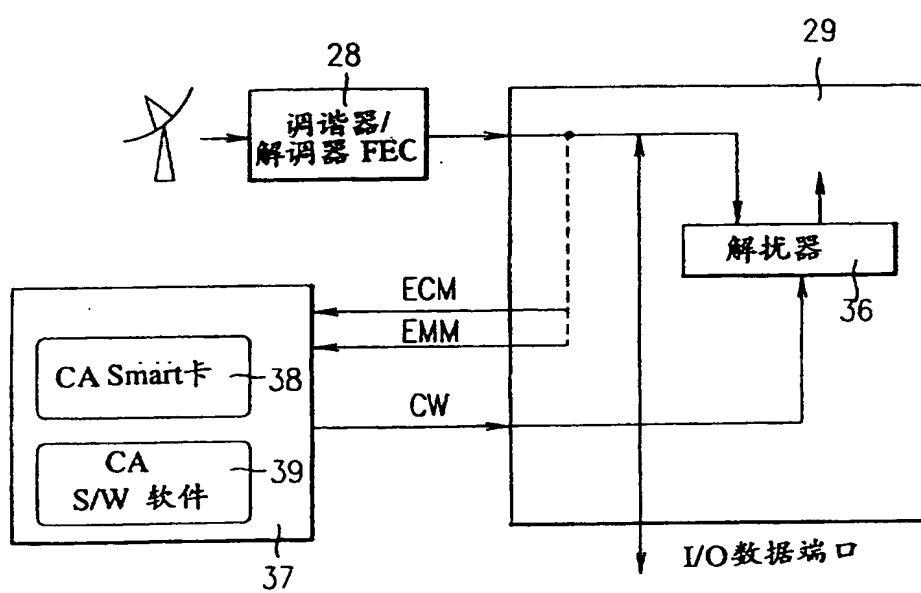 28
29
调谐器/
解调器 FEC
解扰器
36
ECM
EMM
CA Smart卡
38
CW
CA
S/W 软件
39
37
I/O数据端口